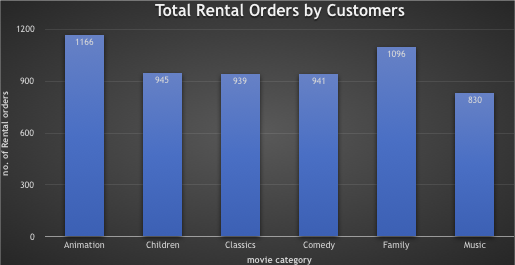 Total Rental Orders by Customers
1200
900
600
300
0
no. of Rental orders
1166
945
939
941
1096
830
Animation
Children
Classics
Comedy
Family
Music
movie category